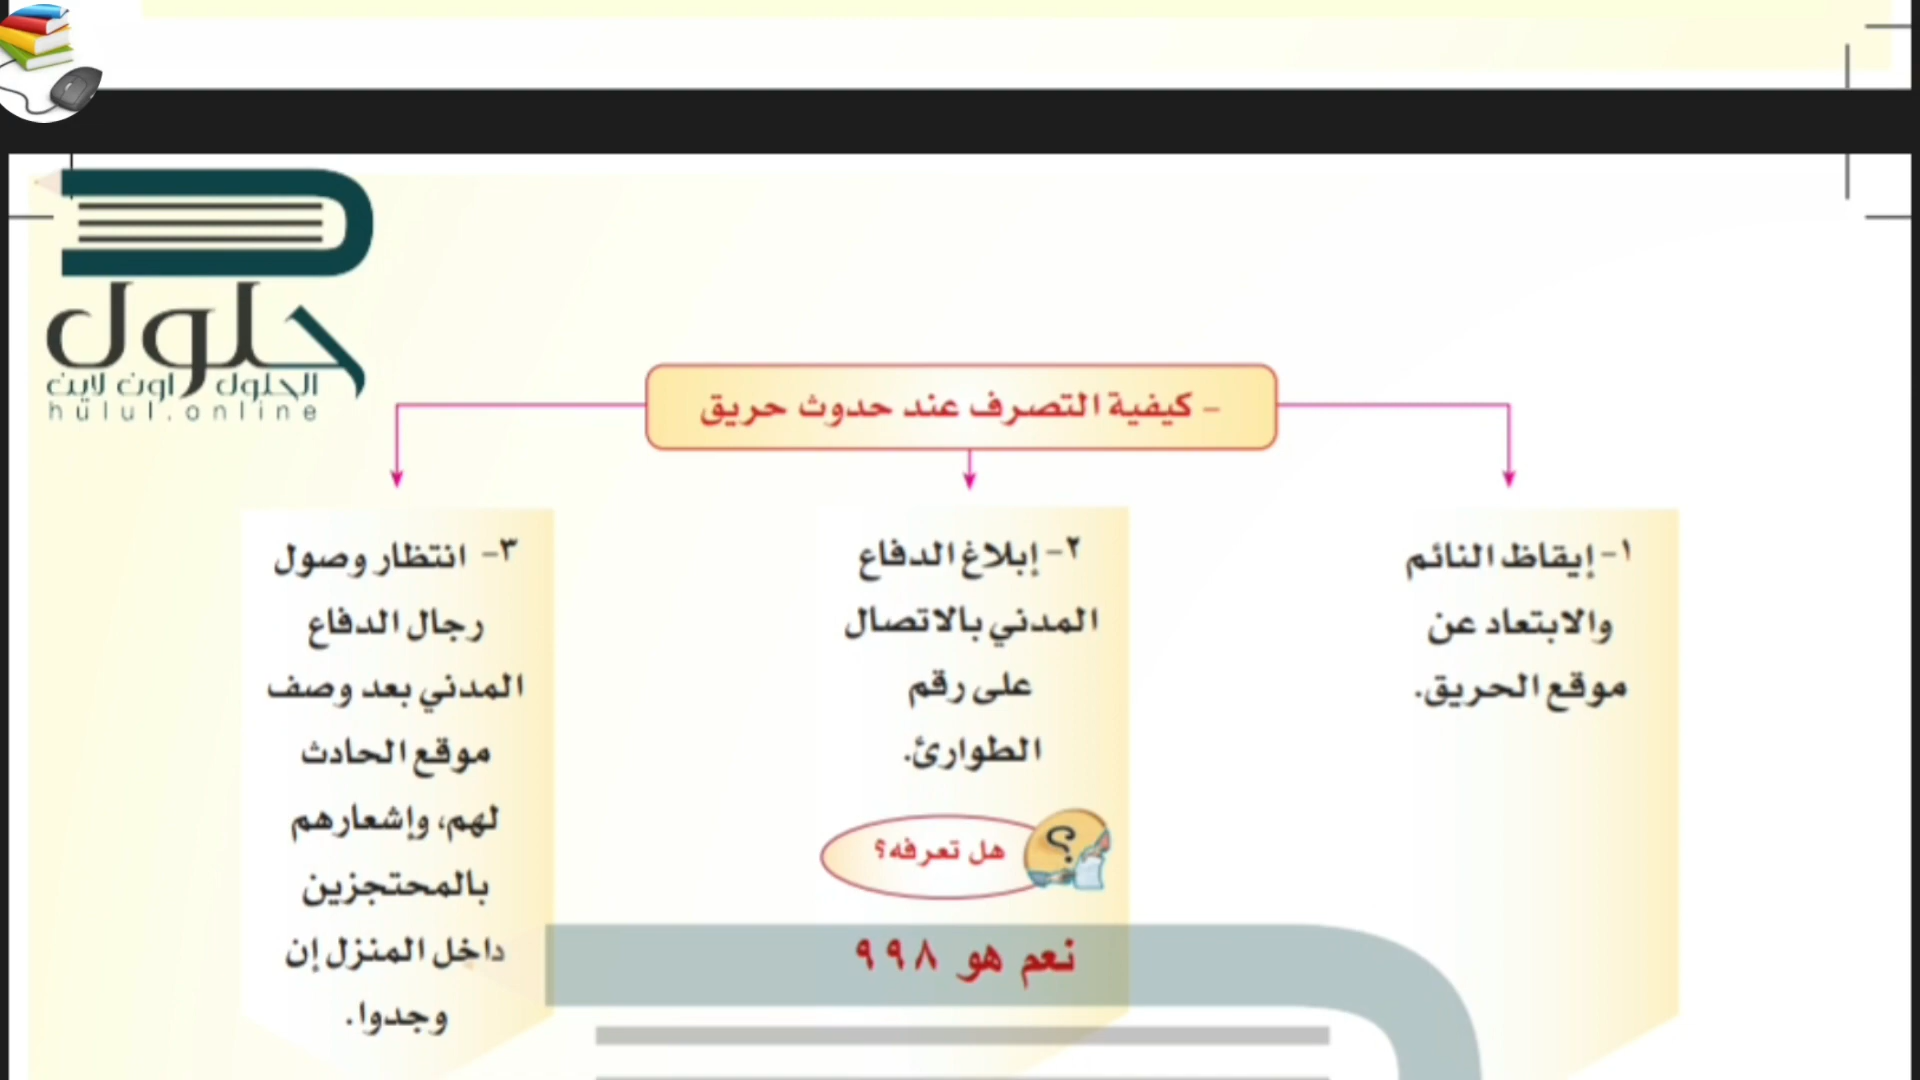 حلول
الحلول اون لاين
hulul.online
- كيفية التصرف عند حدوث حريق
١- إيقاظ النائم
والابتعاد عن
موقع الحريق.
٢- إبلاغ الدفاع
المدني بالاتصال
على رقم
الطوارئ.
؟
هل تعرفه؟
نعم هو ٩٩٨
٣- انتظار وصول
رجال الدفاع
المدني بعد وصف
موقع الحادث
لهم، وإشعارهم
بالمحتجزين
داخل المنزل إن
وجدوا.